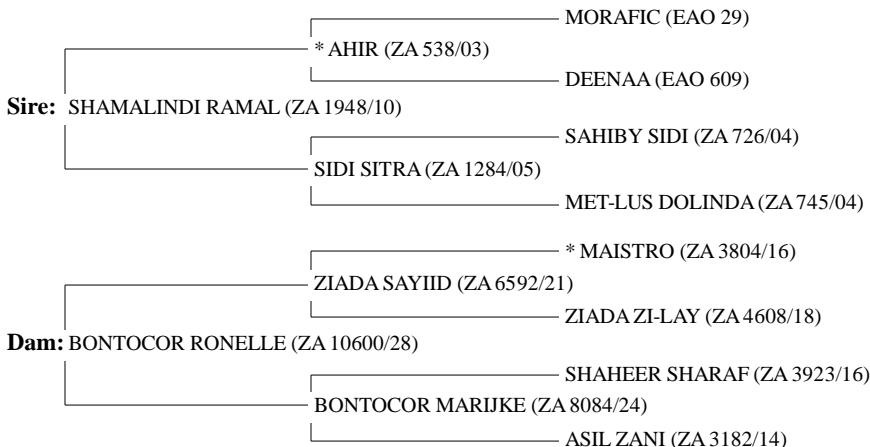 MORAFIC (EAO 29)
* AHIR (ZA 538/03)
DEENAA (EAO 609)
Sire: SHAMALINDI RAMAL (ZA 1948/10)
SAHIBY SIDI (ZA 726/04)
SIDI SITRA (ZA 1284/05)
MET-LUS DOLINDA (ZA 745/04)
* MAISTRO (ZA 3804/16)
ZIADA SAYIID (ZA 6592/21)
ZIADA ZI-LAY (ZA 4608/18)
Dam: BONTOCOR RONELLE (ZA 10600/28)
SHAHEER SHARAF (ZA 3923/16)
BONTOCOR MARIJKE (ZA 8084/24)
ASIL ZANI (ZA 3182/14)